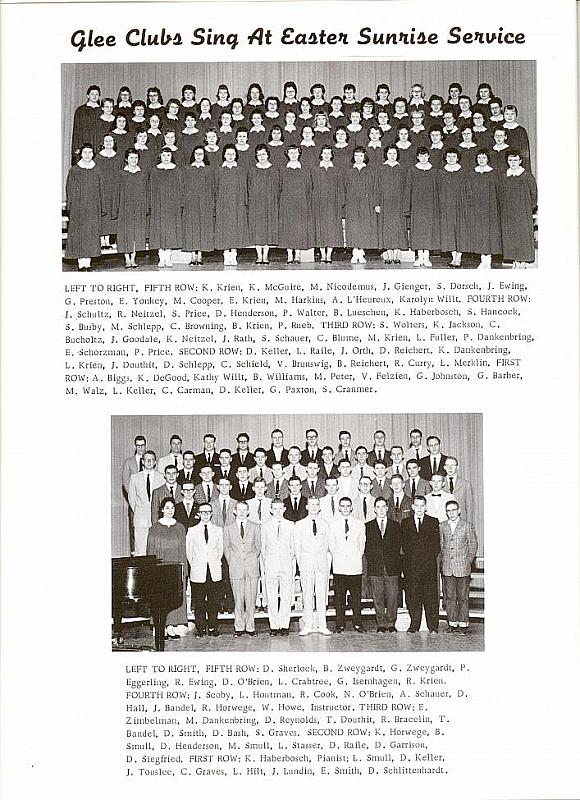 Glee Clubs Sing At Easter Sunrise Service
LEFT TO RIGHT, FIFTH ROW; K. Krien, K. McGuire, M. Nicodemus, J. Gienger, S. Dorsch, J. Ewing,
G. Preston, E. Yonkey, M. Cooper, E. Krien, M. Harkins, A. L'Heureux, Karolyn Willt. FOURTH ROW:
J. Schultz, R. Neitzel, S. Price, D. Henderson, P. Walter, B. Lueschen, K. Haberbosch, S. Hancock,
S. Busby, M. Schlepp, C. Browning, B. Krien, P. Rueb. THIRD ROW: S. Wolters, K. Jackson, C.
Bucholtz, J. Goodale, K. Neitzel, J. Rath, S. Schauer, C. Blume, M. Krien, L. Fuller, P. Dankenbring,
E. Schorzman, P. Price. SECOND ROW: D. Keller, L. Raile, J. Orth, D. Reichert, K. Dankenbring,
L. Krien, J. Douthit, D. Schlepp, C. Schield, V. Brunswig, B. Reichert, R. Curry, L. Merklin. FIRST
ROW: A. Biggs, K. DeGood, Kathy Willt, B. Williams, M. Peter, V. Felzien, G. Johnston, G. Barber,
M. Walz, L. Keller, C. Carman, D. Keller, G. Paxton, S. Cranmer.
LEFT TO RIGHT, FIFTH ROW: D. Sherlock, B. Zweygardt, G. Zweygardt, P.
Eggerling, R. Ewing, D. O'Brien, L. Crabtree, G. Isernhagen, R. Krien.
FOURTH ROW: J. Scoby, L. Houtman, R. Cook, N. O'Brien, A. Schauer, D.
Hall, J. Bandel, R. Horwege, W. Howe, Instructor. THIRD ROW: E.
Zimbelman, M. Dankenbring, D. Reynolds, T. Douthit, R. Bracelin, T.
Bandel, D. Smith, D. Bash, S. Graves. SECOND ROW: K. Horwege, B.
Smull, D. Henderson, M. Smull, L. Stasser, D. Raile, D. Garrison,
D. Siegfried. FIRST ROW: K. Haberbosch, Pianist; L. Smull, D. Keller,
J. Touslee, C. Graves, L. Hilt, J. Lundin, E. Smith, D. Schlittenhardt.